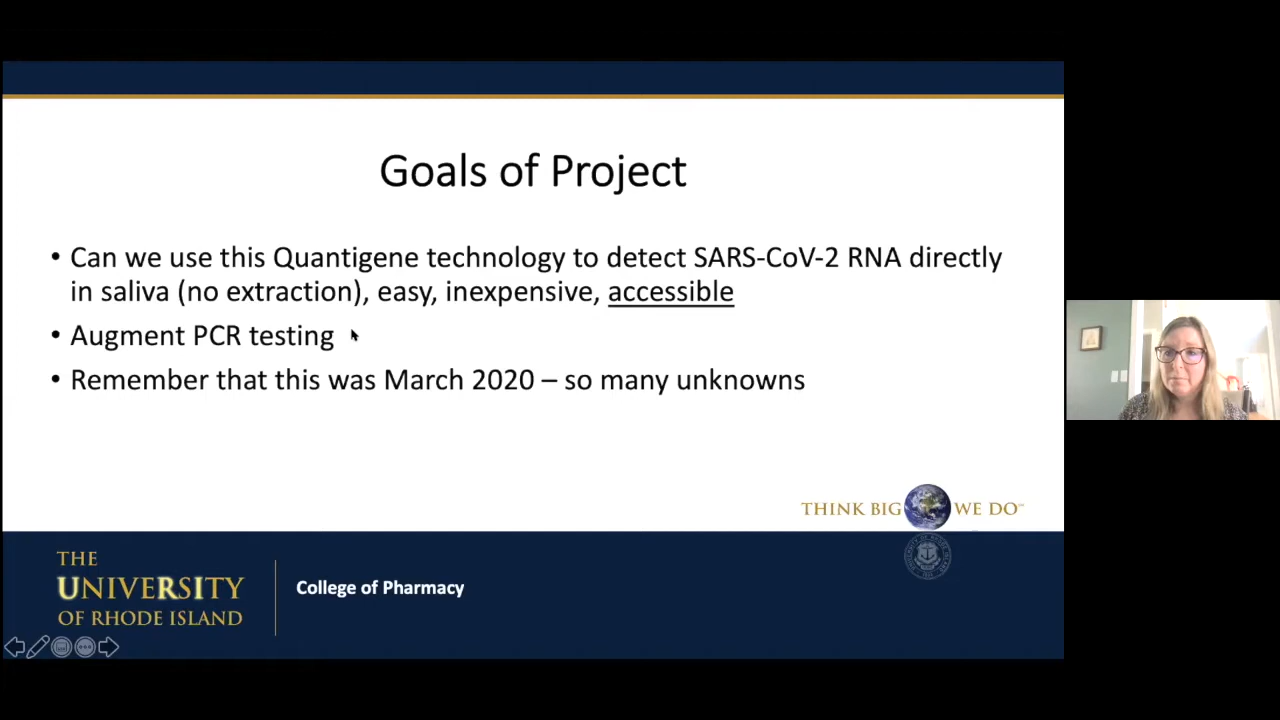 Goals of Project
• Can we use this Quantigene technology to detect SARS-CoV-2 RNA directly
in saliva (no extraction), easy, inexpensive, accessible
• Augment PCR testing
• Remember that this was March 2020 – so many unknowns
THINK BIG WE DO℠
THE
UNIVERSITY
OF RHODE ISLAND
College of Pharmacy